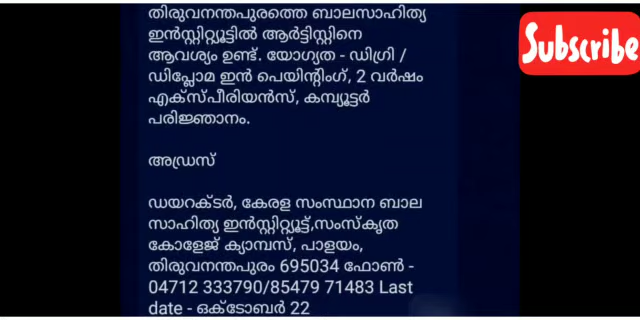 തിരുവനന്തപുരത്തെ ബാലസാഹിത്യ
ഇൻസ്റ്റിറ്റ്യൂട്ടിൽ ആർട്ടിസ്റ്റിനെ
ആവശ്യം ഉണ്ട്. യോഗ്യത - ഡിഗ്രി /
ഡിപ്ലോമ ഇൻ പെയിന്റിംഗ്, 2 വർഷം
എക്സ്പീരിയൻസ്, കമ്പ്യൂട്ടർ
പരിജ്ഞാനം.
അഡ്രസ്
ഡയറക്ടർ, കേരള സംസ്ഥാന ബാല
സാഹിത്യ ഇൻസ്റ്റിറ്റ്യൂട്ട്,സംസ്കൃത
കോളേജ് ക്യാമ്പസ്, പാളയം,
തിരുവനന്തപുരം 695034 ഫോൺ -
04712 333790/85479 71483 Last
date - ഒക്ടോബർ 22
Subscribe